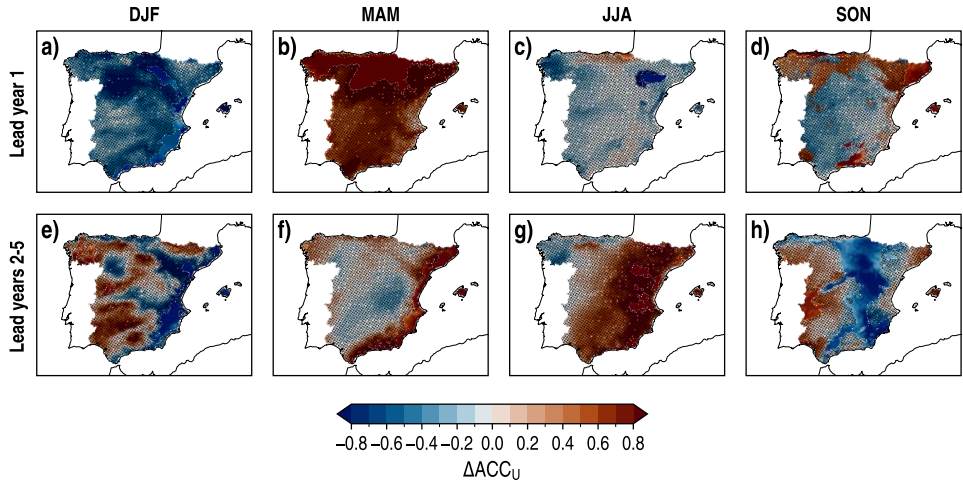 DJF MAM JJA SON
Lead year 1
a) b) c) d)
Lead years 2-5
e) f) g) h)
−0.8 −0.6 −0.4 −0.2 0.0 0.2 0.4 0.6 0.8
ΔACC_U